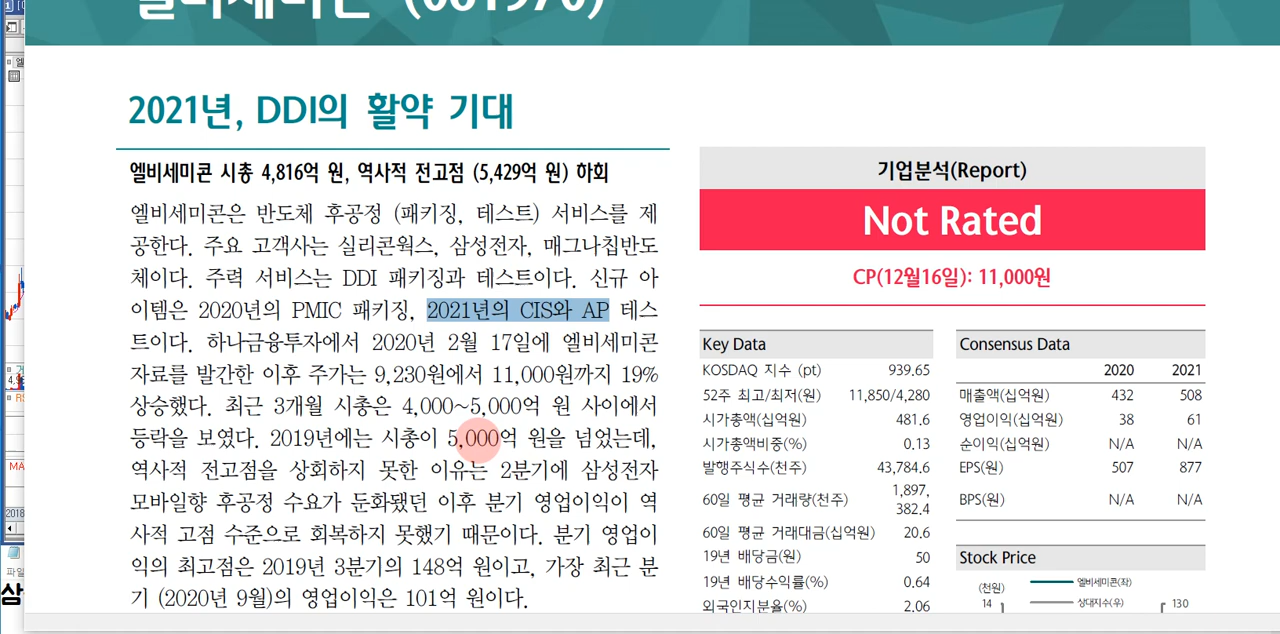 엘비세미콘 (061970)
2021년, DDI의 활약 기대
엘비세미콘 시총 4,816억 원, 역사적 전고점 (5,429억 원) 하회
엘비세미콘은 반도체 후공정 (패키징, 테스트) 서비스를 제
공한다. 주요 고객사는 실리콘웍스, 삼성전자, 매그나칩반도
체이다. 주력 서비스는 DDI 패키징과 테스트이다. 신규 아
이템은 2020년의 PMIC 패키징, 2021년의 CIS와 AP 테스
트이다. 하나금융투자에서 2020년 2월 17일에 엘비세미콘
자료를 발간한 이후 주가는 9,230원에서 11,000원까지 19%
상승했다. 최근 3개월 시총은 4,000~5,000억 원 사이에서
등락을 보였다. 2019년에는 시총이 5,000억 원을 넘었는데,
역사적 전고점을 상회하지 못한 이유는 2분기에 삼성전자
모바일향 후공정 수요가 둔화됐던 이후 분기 영업이익이 역
사적 고점 수준으로 회복하지 못했기 때문이다. 분기 영업이
익의 최고점은 2019년 3분기의 148억 원이고, 가장 최근 분
기 (2020년 9월)의 영업이익은 101억 원이다.
기업분석(Report)
Not Rated
CP(12월16일): 11,000원
Key Data
KOSDAQ 지수 (pt) 939.65
52주 최고/최저(원) 11,850/4,280
시가총액(십억원) 481.6
시가총액비중(%) 0.13
발행주식수(천주) 43,784.6
60일 평균 거래량(천주) 1,897,
382.4
60일 평균 거래대금(십억원) 20.6
19년 배당금(원) 50
19년 배당수익률(%) 0.64
외국인지분율(%) 2.06
Consensus Data
2020 2021
매출액(십억원) 432 508
영업이익(십억원) 38 61
순이익(십억원) N/A N/A
EPS(원) 507 877
BPS(원) N/A N/A
Stock Price
(천원) 엘비세미콘(좌)
14 상대지수(우) 130
MA
2018
삼